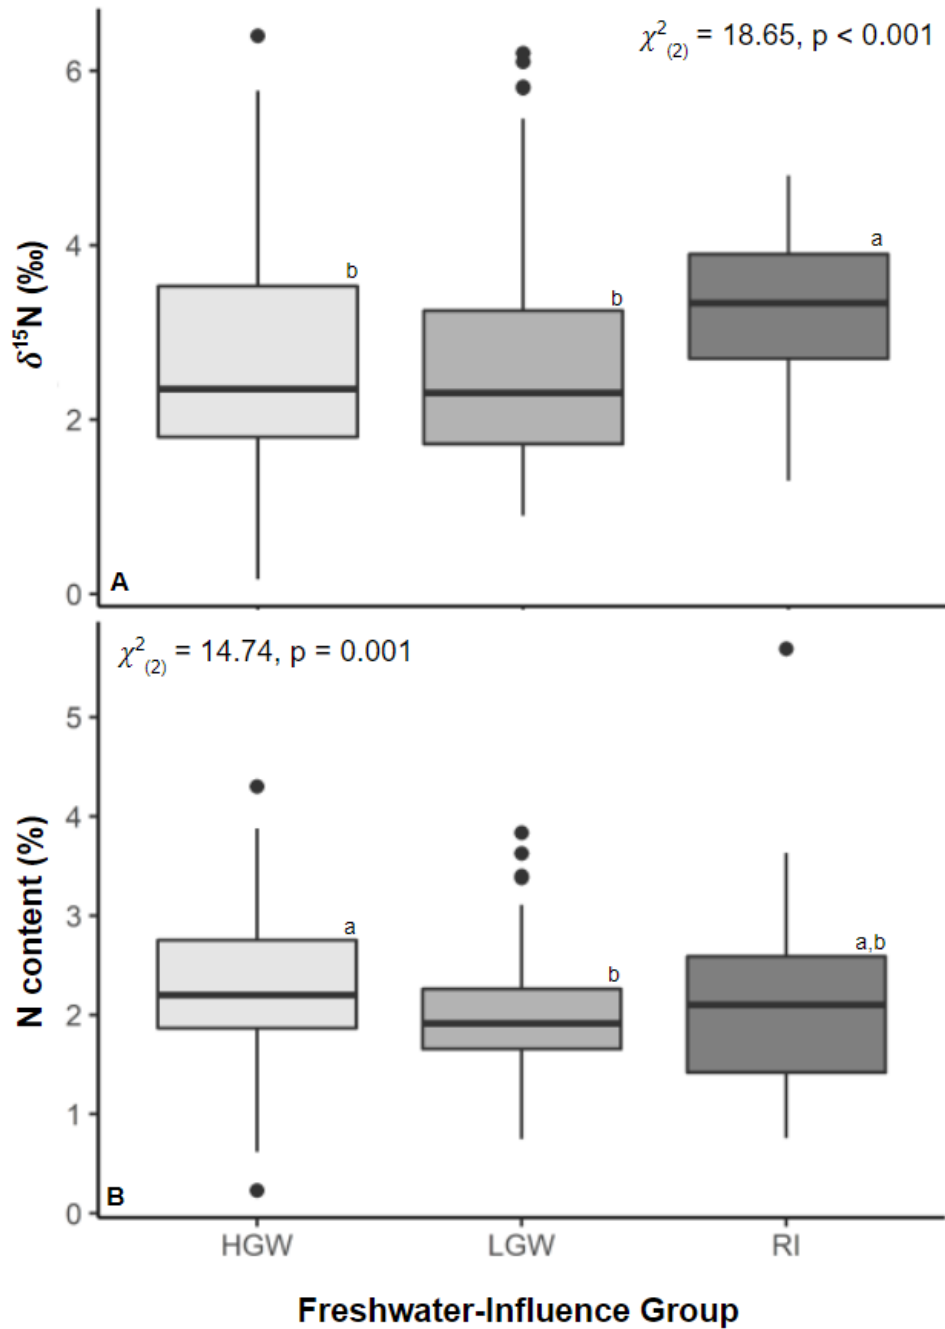 χ²₍₂₎ = 18.65, p < 0.001
6
4
2
0
δ¹⁵N (‰)
b
b
a
A
χ²₍₂₎ = 14.74, p = 0.001
5
4
3
2
1
0
N content (%)
a
b
a,b
B
HGW LGW RI
Freshwater-Influence Group